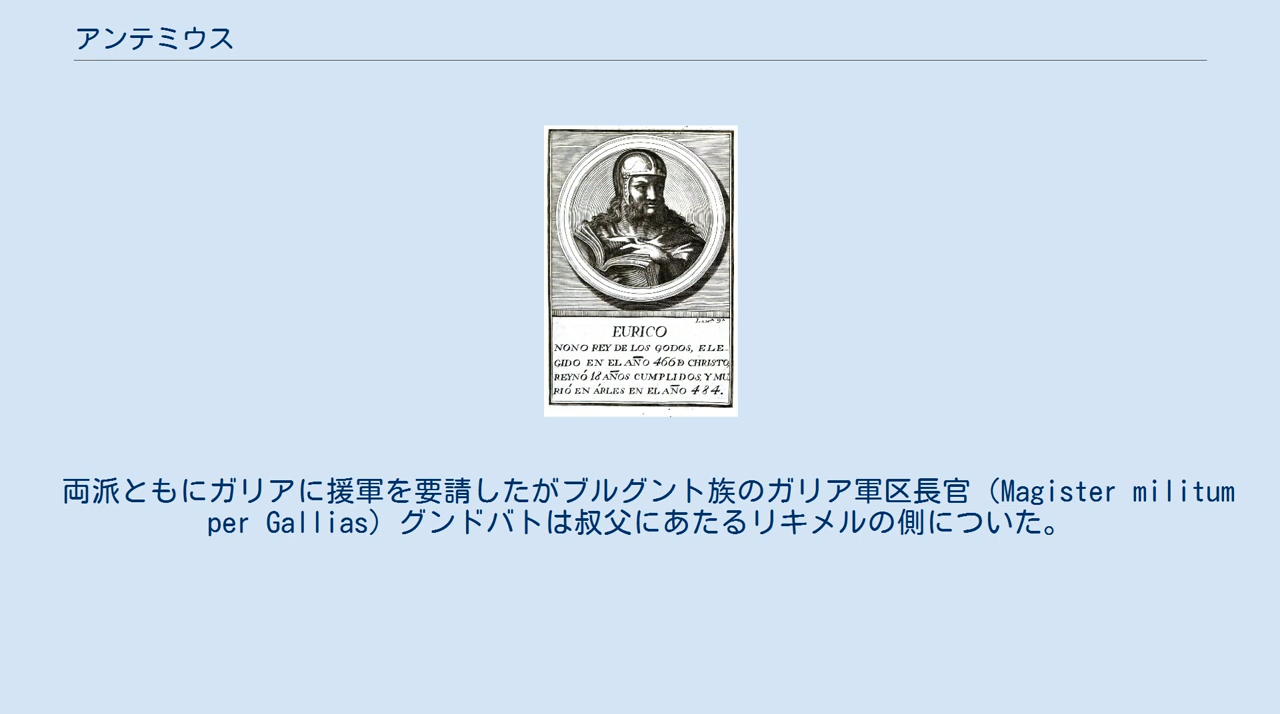 アンテミウス
EURICO
NONO REY DE LOS GODOS, ELE-
GIDO EN EL AÑO 466 D CHRISTO,
REYNÓ 18 AÑOS CUMPLIDOS, Y MU
RIÓ EN ÁRLES EN EL AÑO 484.
両派ともにガリアに援軍を要請したがブルグント族のガリア軍区長官（Magister militum
per Gallias）グンドバトは叔父にあたるリキメルの側についた。